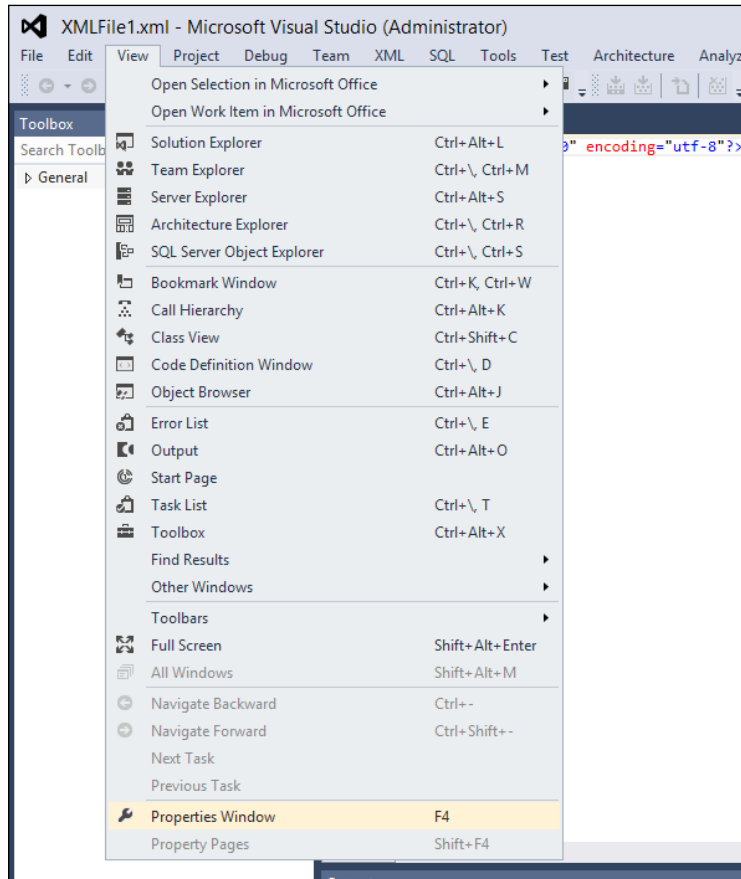 XMLFile1.xml - Microsoft Visual Studio (Administrator)
File Edit View Project Debug Team XML SQL Tools Test Architecture Analyz
Toolbox
Search Toolb
General
0" encoding="utf-8"?>
Open Selection in Microsoft Office
Open Work Item in Microsoft Office
Solution Explorer Ctrl+Alt+L
Team Explorer Ctrl+\, Ctrl+M
Server Explorer Ctrl+Alt+S
Architecture Explorer Ctrl+\, Ctrl+R
SQL Server Object Explorer Ctrl+\, Ctrl+S
Bookmark Window Ctrl+K, Ctrl+W
Call Hierarchy Ctrl+Alt+K
Class View Ctrl+Shift+C
Code Definition Window Ctrl+\, D
Object Browser Ctrl+Alt+J
Error List Ctrl+\, E
Output Ctrl+Alt+O
Start Page
Task List Ctrl+\, T
Toolbox Ctrl+Alt+X
Find Results
Other Windows
Toolbars
Full Screen Shift+Alt+Enter
All Windows Shift+Alt+M
Navigate Backward Ctrl+-
Navigate Forward Ctrl+Shift+-
Next Task
Previous Task
Properties Window F4
Property Pages Shift+F4